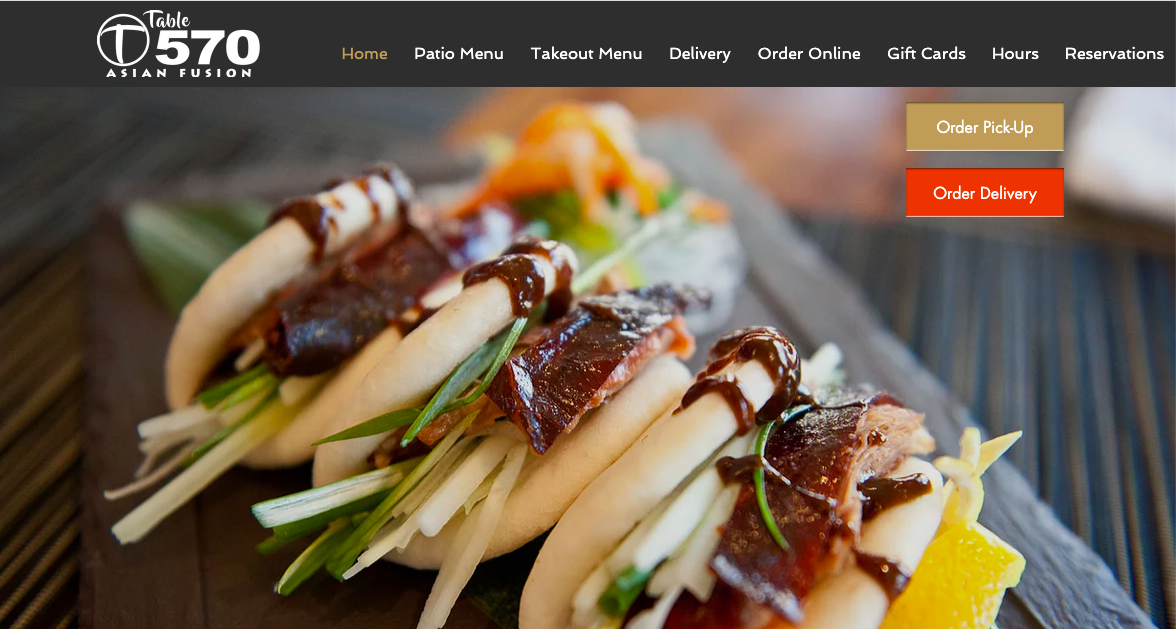 Table
570
ASIAN FUSION
Home Patio Menu Takeout Menu Delivery Order Online Gift Cards Hours Reservations
Order Pick-Up
Order Delivery